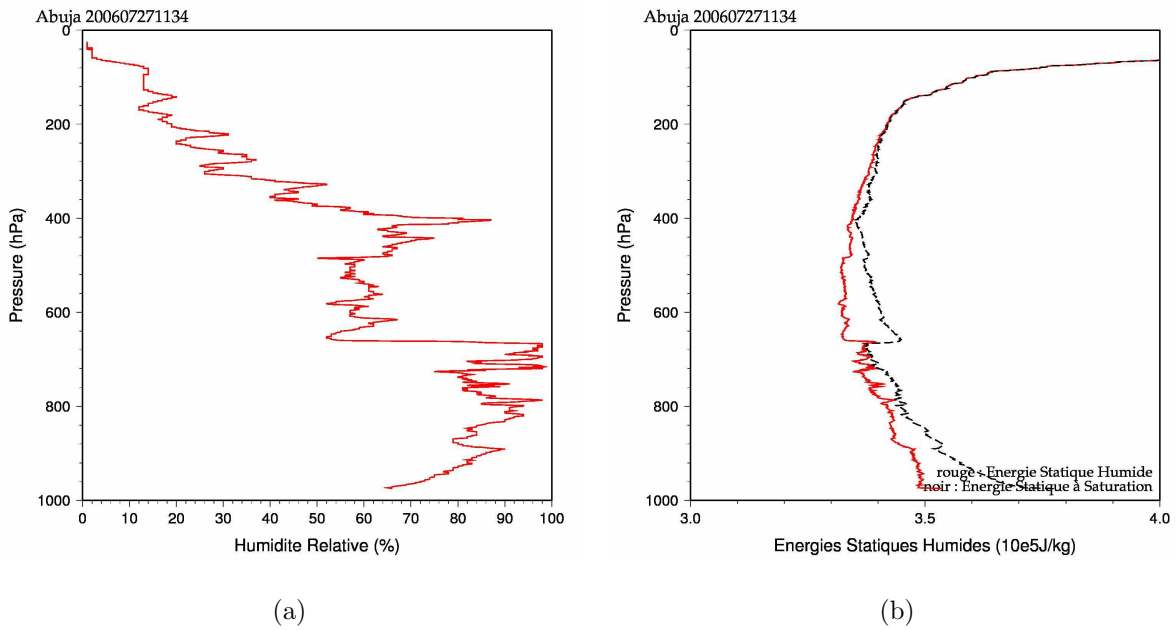 Abuja 200607271134
0
200
400
600
800
1000
Pressure (hPa)
0 10 20 30 40 50 60 70 80 90 100
Humidite Relative (%)
(a)
Abuja 200607271134
0
200
400
600
800
1000
Pressure (hPa)
rouge : Energie Statique Humide
noir : Energie Statique à Saturation
3.0 3.5 4.0
Energies Statiques Humides (10e5J/kg)
(b)